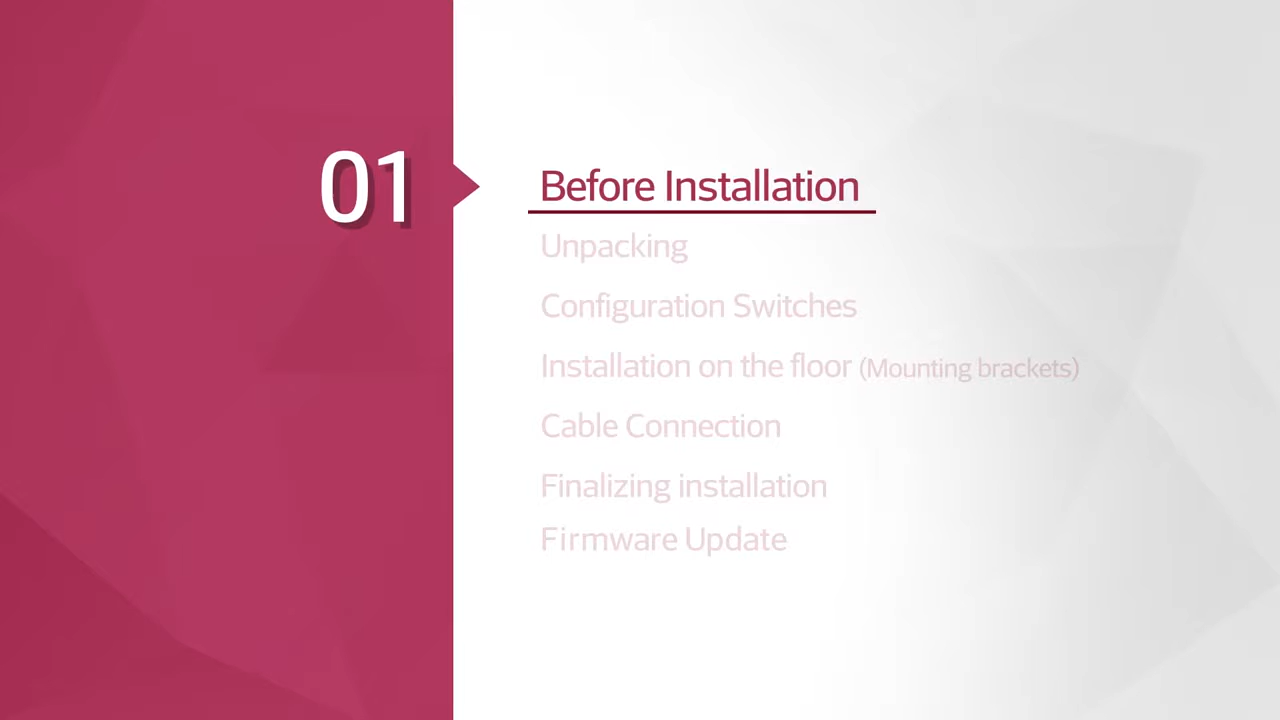 01
Before Installation
Unpacking
Configuration Switches
Installation on the floor (Mounting brackets)
Cable Connection
Finalizing installation
Firmware Update